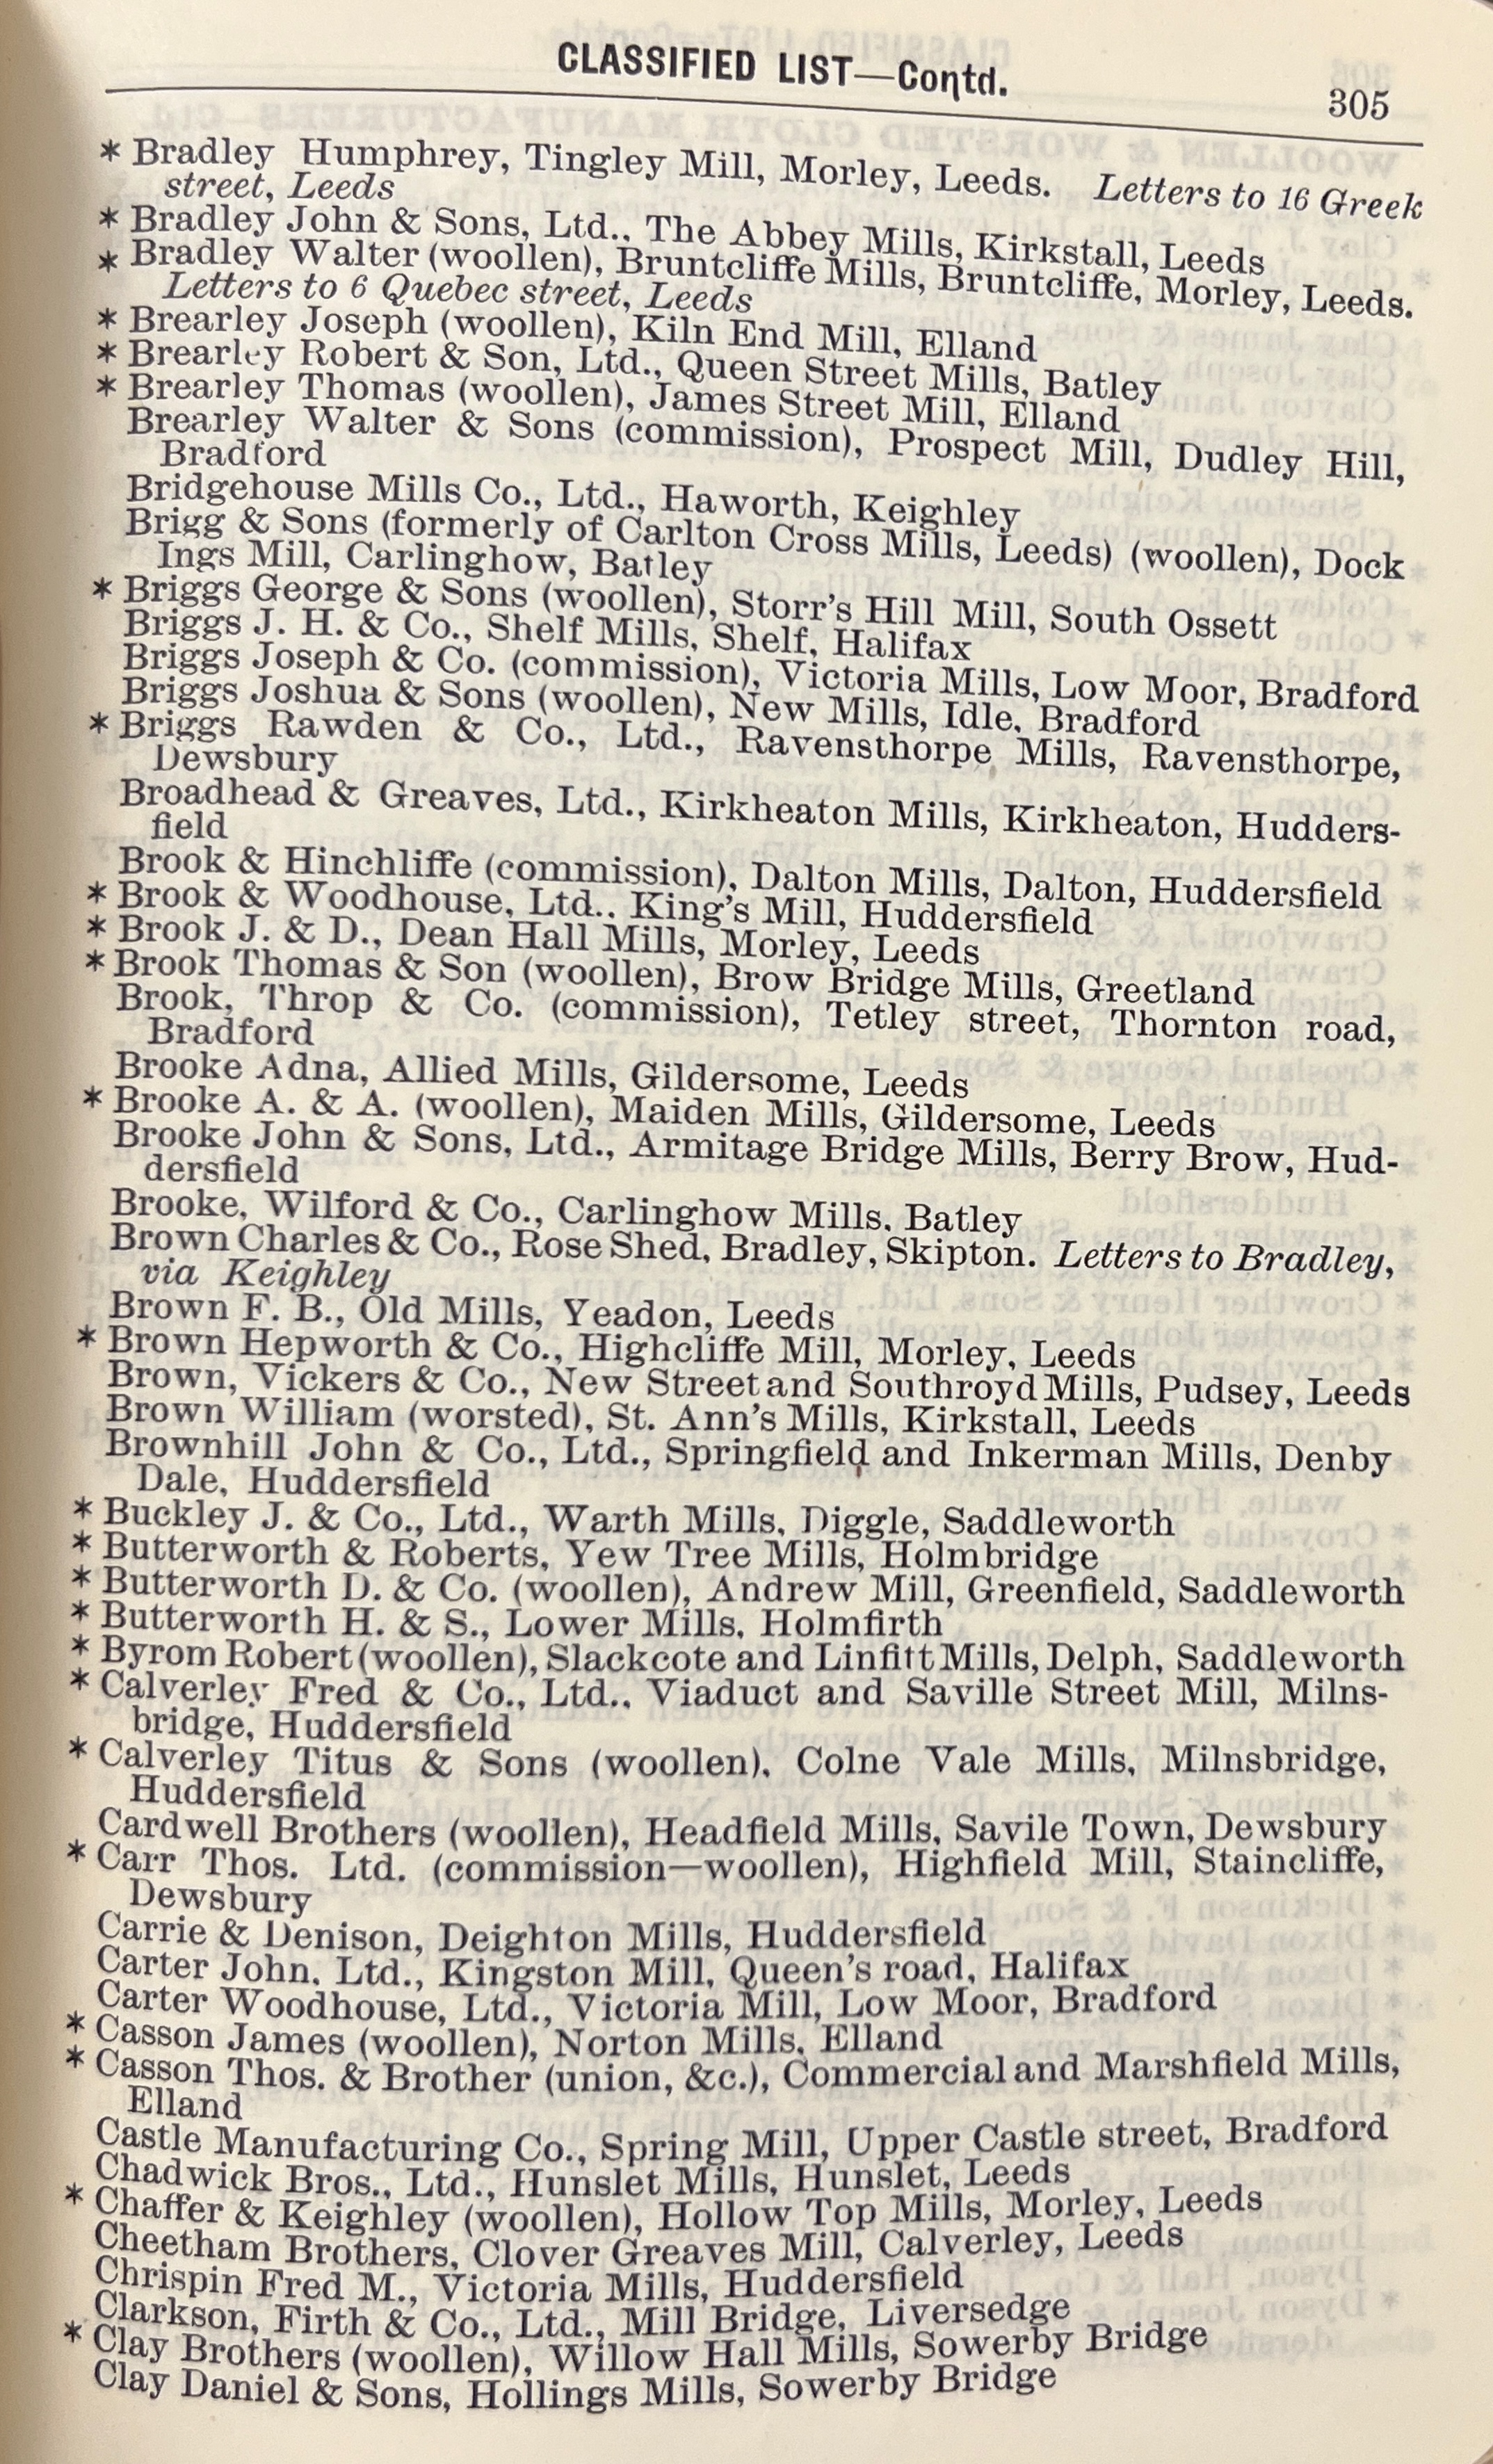 CLASSIFIED LIST—Contd.
305
* Bradley Humphrey, Tingley Mill, Morley, Leeds. Letters to 16 Greek
street, Leeds
* Bradley John & Sons, Ltd., The Abbey Mills, Kirkstall, Leeds
* Bradley Walter (woollen), Bruntcliffe Mills, Bruntcliffe, Morley, Leeds.
Letters to 6 Quebec street, Leeds
* Brearley Joseph (woollen), Kiln End Mill, Elland
* Brearley Robert & Son, Ltd., Queen Street Mills, Batley
* Brearley Thomas (woollen), James Street Mill, Elland
Brearley Walter & Sons (commission), Prospect Mill, Dudley Hill,
Bradford
Bridgehouse Mills Co., Ltd., Haworth, Keighley
Brigg & Sons (formerly of Carlton Cross Mills, Leeds) (woollen), Dock
Ings Mill, Carlinghow, Batley
* Briggs George & Sons (woollen), Storr's Hill Mill, South Ossett
Briggs J. H. & Co., Shelf Mills, Shelf, Halifax
Briggs Joseph & Co. (commission), Victoria Mills, Low Moor, Bradford
Briggs Joshua & Sons (woollen), New Mills, Idle, Bradford
* Briggs Rawden & Co., Ltd., Ravensthorpe Mills, Ravensthorpe,
Dewsbury
Broadhead & Greaves, Ltd., Kirkheaton Mills, Kirkheaton, Hudders-
field
Brook & Hinchliffe (commission), Dalton Mills, Dalton, Huddersfield
* Brook & Woodhouse, Ltd., King's Mill, Huddersfield
* Brook J. & D., Dean Hall Mills, Morley, Leeds
* Brook Thomas & Son (woollen), Brow Bridge Mills, Greetland
Brook, Throp & Co. (commission), Tetley street, Thornton road,
Bradford
Brooke Adna, Allied Mills, Gildersome, Leeds
* Brooke A. & A. (woollen), Maiden Mills, Gildersome, Leeds
Brooke John & Sons, Ltd., Armitage Bridge Mills, Berry Brow, Hud-
dersfield
Brooke, Wilford & Co., Carlinghow Mills, Batley
Brown Charles & Co., Rose Shed, Bradley, Skipton. Letters to Bradley,
via Keighley
Brown F. B., Old Mills, Yeadon, Leeds
* Brown Hepworth & Co., Highcliffe Mill, Morley, Leeds
Brown, Vickers & Co., New Street and Southroyd Mills, Pudsey, Leeds
Brown William (worsted), St. Ann's Mills, Kirkstall, Leeds
Brownhill John & Co., Ltd., Springfield and Inkerman Mills, Denby
Dale, Huddersfield
* Buckley J. & Co., Ltd., Warth Mills, Diggle, Saddleworth
* Butterworth & Roberts, Yew Tree Mills, Holmbridge
* Butterworth D. & Co. (woollen), Andrew Mill, Greenfield, Saddleworth
* Butterworth H. & S., Lower Mills, Holmfirth
* Byrom Robert (woollen), Slackcote and Linfitt Mills, Delph, Saddleworth
* Calverley Fred & Co., Ltd., Viaduct and Saville Street Mill, Milns-
bridge, Huddersfield
* Calverley Titus & Sons (woollen), Colne Vale Mills, Milnsbridge,
Huddersfield
Cardwell Brothers (woollen), Headfield Mills, Savile Town, Dewsbury
* Carr Thos. Ltd. (commission—woollen), Highfield Mill, Staincliffe,
Dewsbury
Carrie & Denison, Deighton Mills, Huddersfield
Carter John, Ltd., Kingston Mill, Queen's road, Halifax
Carter Woodhouse, Ltd., Victoria Mill, Low Moor, Bradford
* Casson James (woollen), Norton Mills, Elland
* Casson Thos. & Brother (union, &c.), Commercial and Marshfield Mills,
Elland
Castle Manufacturing Co., Spring Mill, Upper Castle street, Bradford
Chadwick Bros., Ltd., Hunslet Mills, Hunslet, Leeds
* Chaffer & Keighley (woollen), Hollow Top Mills, Morley, Leeds
Cheetham Brothers, Clover Greaves Mill, Calverley, Leeds
Chrispin Fred M., Victoria Mills, Huddersfield
Clarkson, Firth & Co., Ltd., Mill Bridge, Liversedge
* Clay Brothers (woollen), Willow Hall Mills, Sowerby Bridge
Clay Daniel & Sons, Hollings Mills, Sowerby Bridge